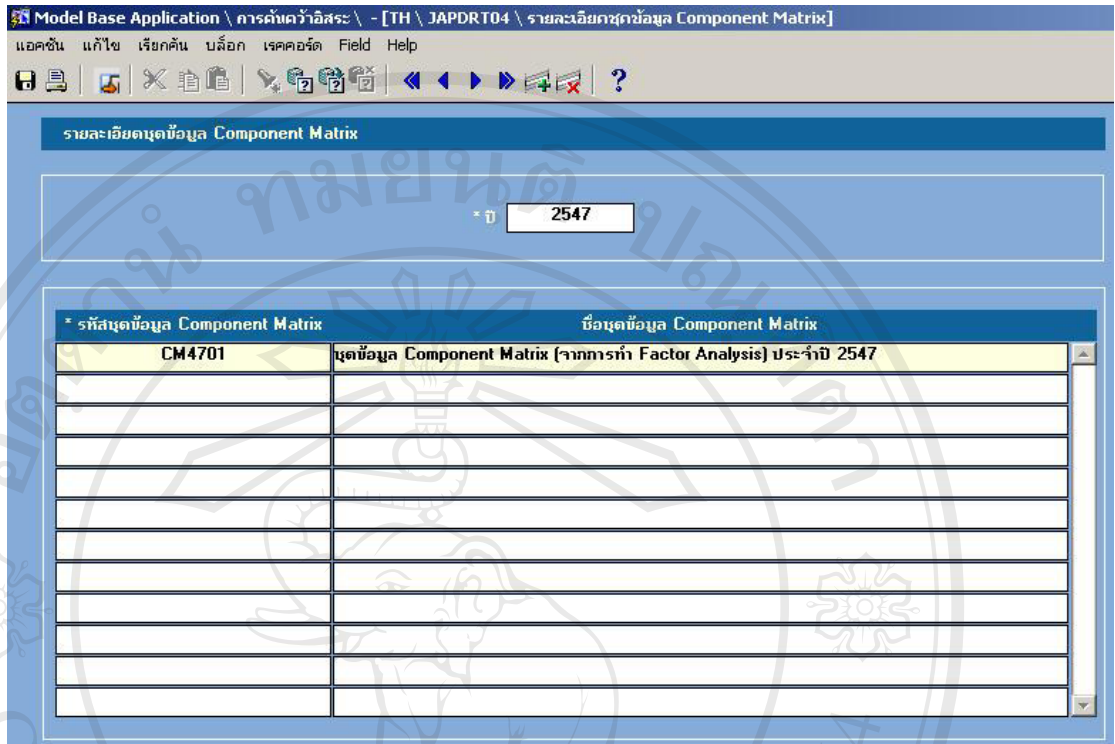 Model Base Application \ การค้นคว้าอิสระ \ - [TH \ JAPDRT04 \ รายละเอียดชุดข้อมูล Component Matrix]
แอคชัน แก้ไข เรียกค้น บล็อก เรคคอร์ด Field Help
รายละเอียดชุดข้อมูล Component Matrix
* ปี 2547
* รหัสชุดข้อมูล Component Matrix ชื่อชุดข้อมูล Component Matrix
CM4701 ชุดข้อมูล Component Matrix (จากการทำ Factor Analysis) ประจำปี 2547